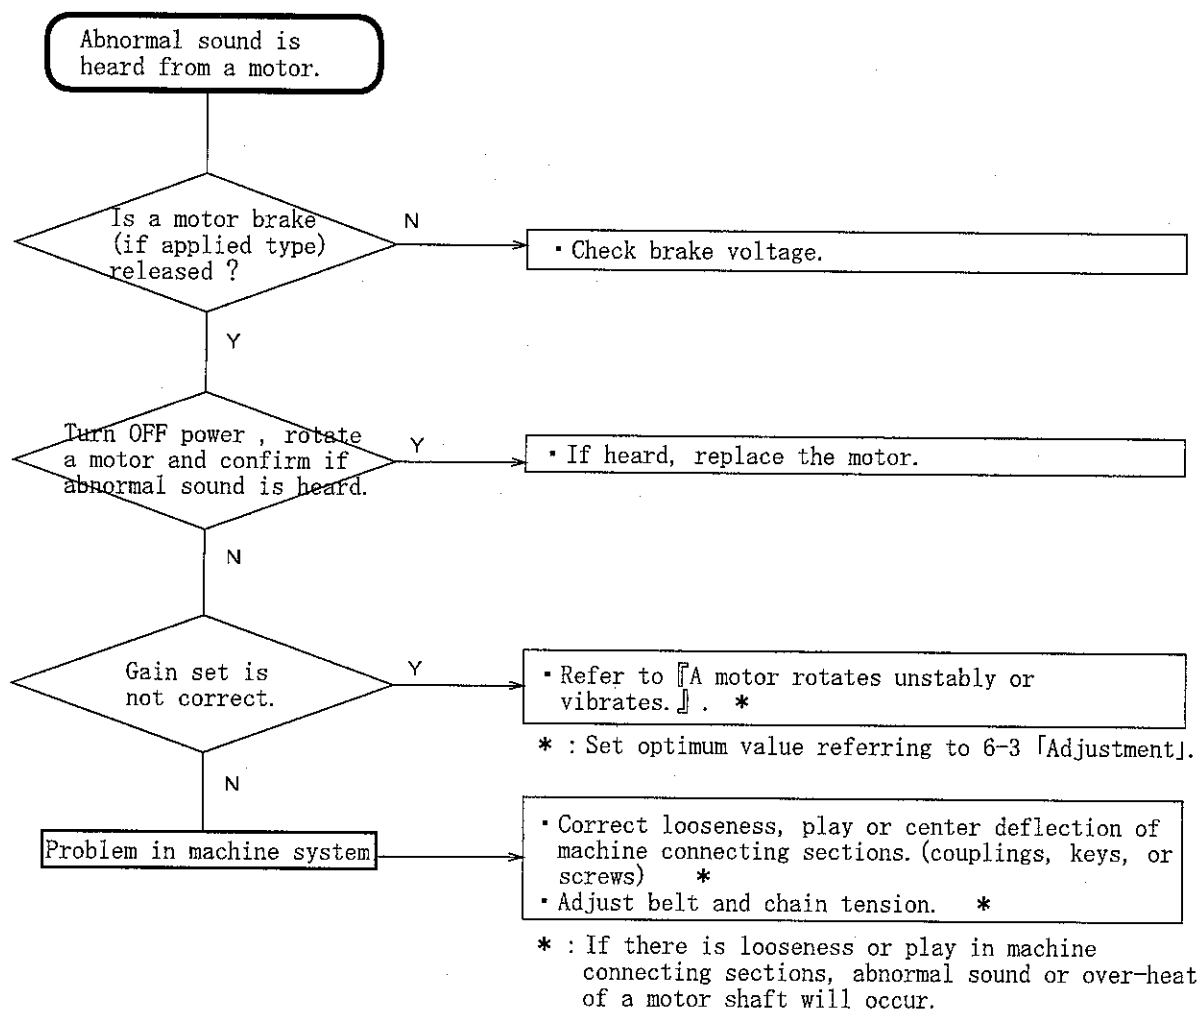 Abnormal sound is
heard from a motor.
Is a motor brake
(if applied type)
released ?
N
▪ Check brake voltage.
Y
Turn OFF power , rotate
a motor and confirm if
abnormal sound is heard.
Y
▪ If heard, replace the motor.
N
Gain set is
not correct.
Y
▪ Refer to 『A motor rotates unstably or
vibrates.』. *
* : Set optimum value referring to 6-3 「Adjustment」.
N
Problem in machine system
▪ Correct looseness, play or center deflection of
machine connecting sections. (couplings, keys, or
screws) *
▪ Adjust belt and chain tension. *
* : If there is looseness or play in machine
connecting sections, abnormal sound or over-heat
of a motor shaft will occur.